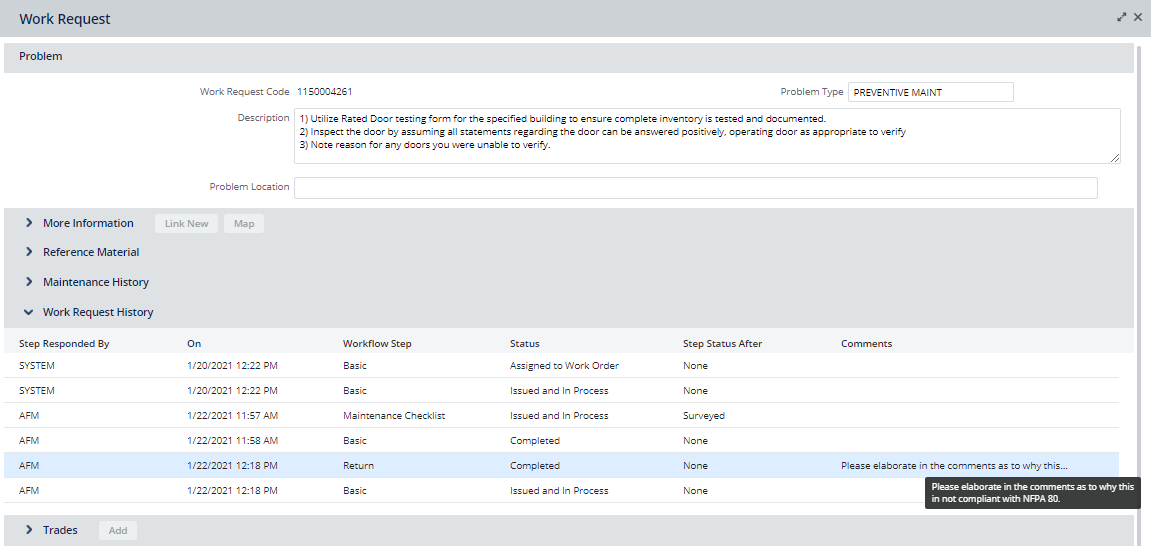 Work Request
Problem
Work Request Code 1150004261 Problem Type PREVENTIVE MAINT
Description 1) Utilize Rated Door testing form for the specified building to ensure complete inventory is tested and documented.
2) Inspect the door by assuming all statements regarding the door can be answered positively, operating door as appropriate to verify
3) Note reason for any doors you were unable to verify.
Problem Location
More Information Link New Map
Reference Material
Maintenance History
Work Request History
Step Responded By On Workflow Step Status Step Status After Comments
SYSTEM 1/20/2021 12:22 PM Basic Assigned to Work Order None
SYSTEM 1/20/2021 12:22 PM Basic Issued and In Process None
AFM 1/22/2021 11:57 AM Maintenance Checklist Issued and In Process Surveyed
AFM 1/22/2021 11:58 AM Basic Completed None
AFM 1/22/2021 12:18 PM Return Completed None Please elaborate in the comments as to why this...
AFM 1/22/2021 12:18 PM Basic Issued and In Process None
Please elaborate in the comments as to why this
in not compliant with NFPA 80.
Trades Add